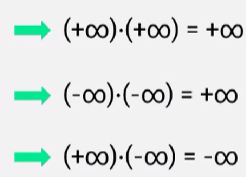 (+∞)·(+∞) = +∞
(-∞)·(-∞) = +∞
(+∞)·(-∞) = -∞